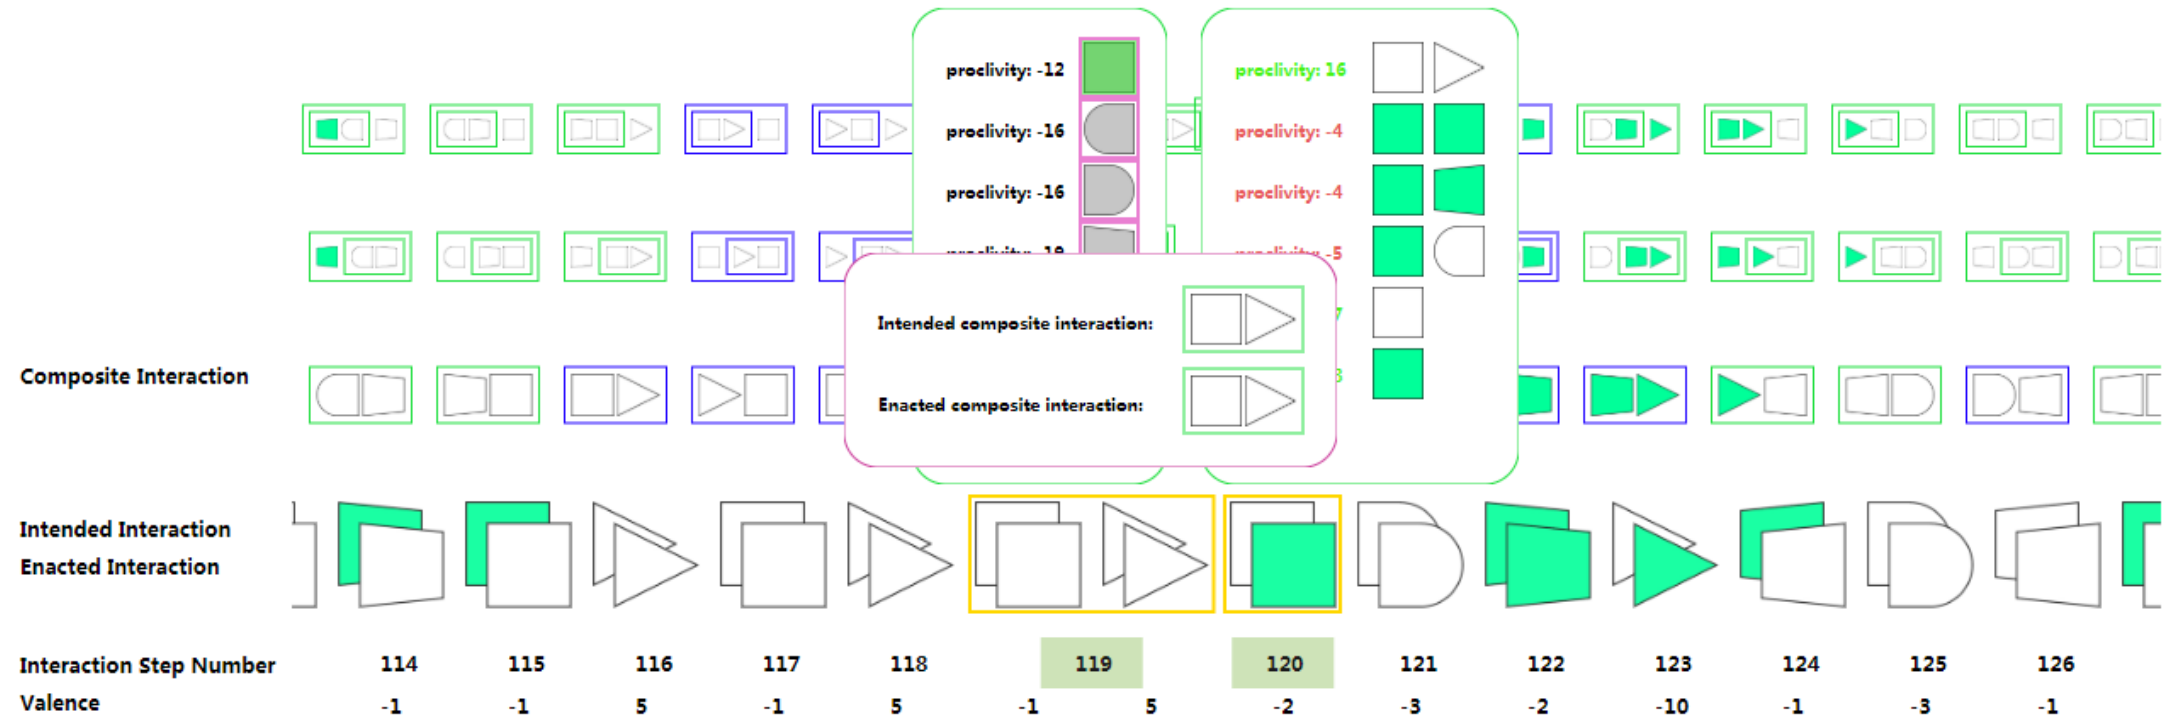 proclivity: -12
proclivity: -16
proclivity: -16
proclivity: 16
proclivity: -4
proclivity: -4
-5
Intended composite interaction:
Enacted composite interaction:
Composite Interaction
Intended Interaction
Enacted Interaction
Interaction Step Number 114 115 116 117 118 119 120 121 122 123 124 125 126
Valence -1 -1 5 -1 5 -1 5 -2 -3 -2 -10 -1 -3 -1